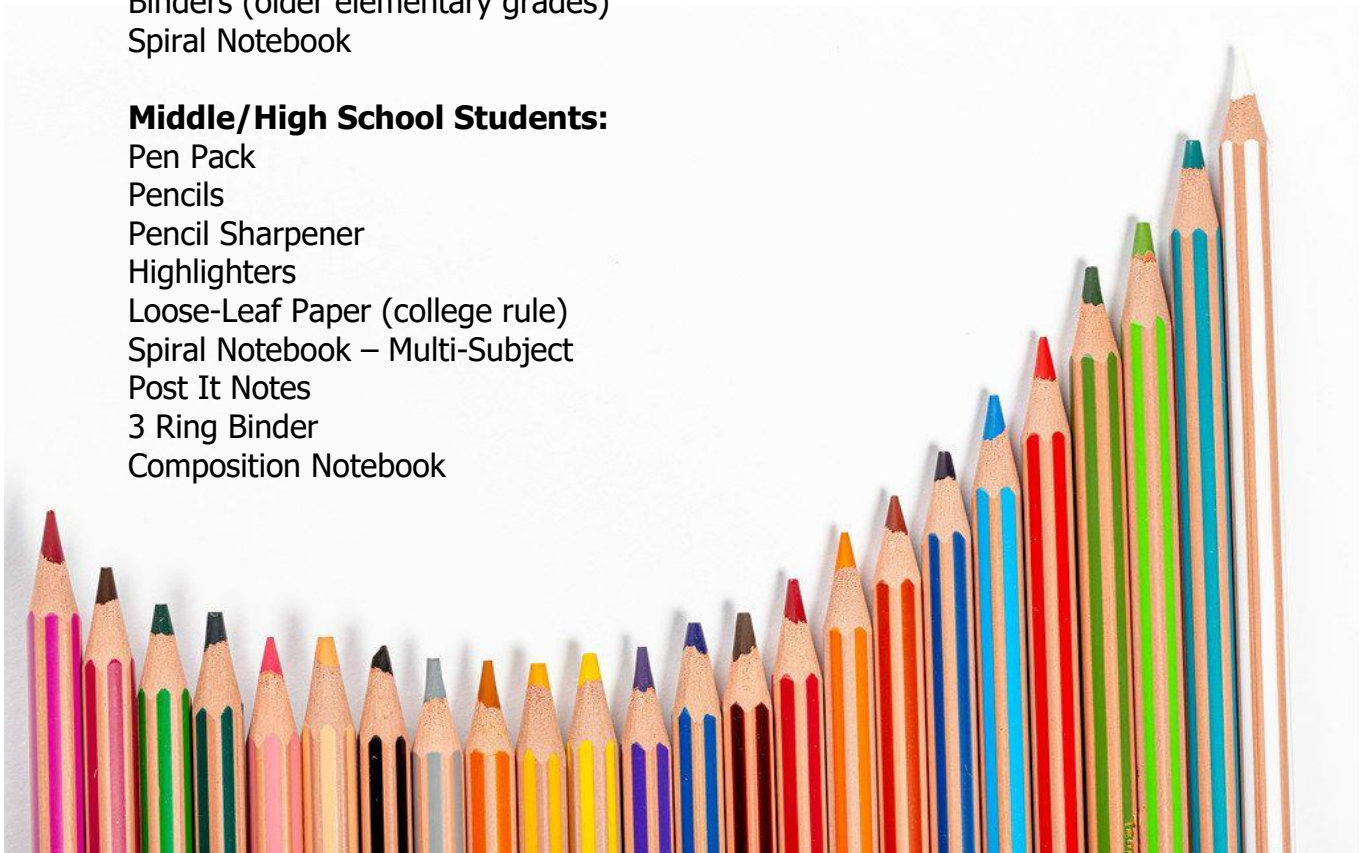 Binders (older elementary grades)
Spiral Notebook
Middle/High School Students:
Pen Pack
Pencils
Pencil Sharpener
Highlighters
Loose-Leaf Paper (college rule)
Spiral Notebook – Multi-Subject
Post It Notes
3 Ring Binder
Composition Notebook